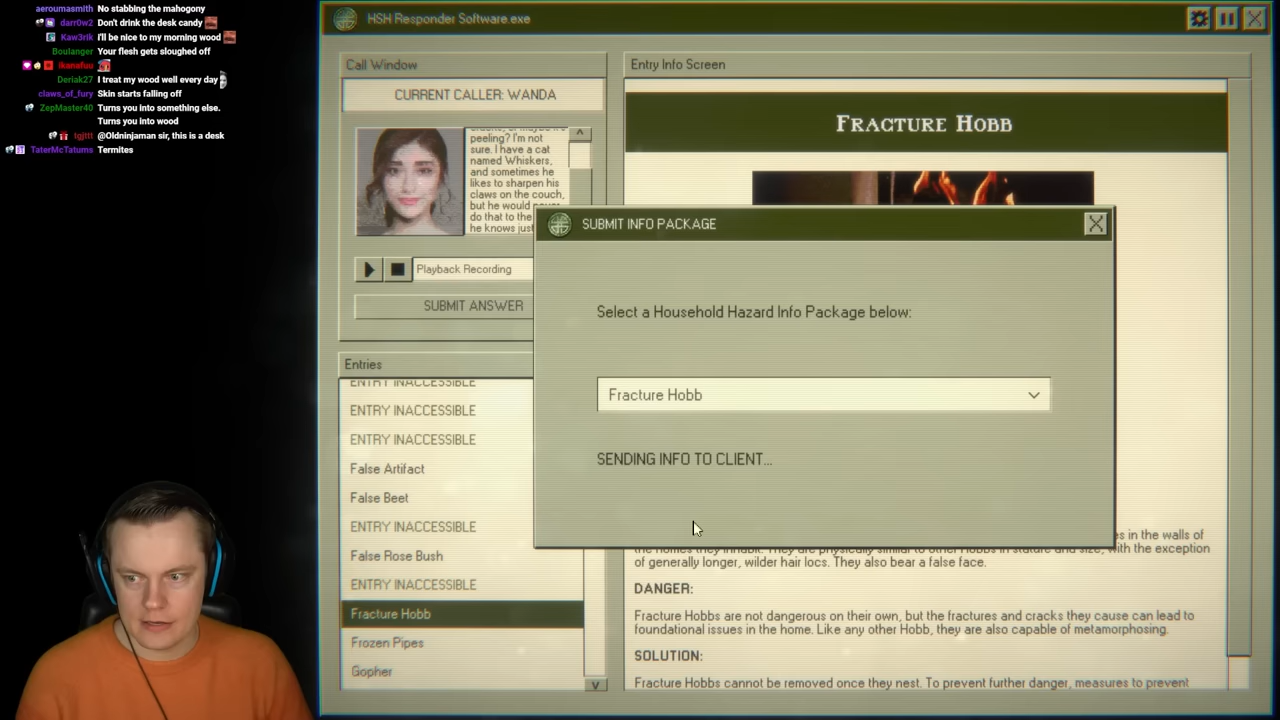 aeroumasmith: No stabbing the mahogony
darr0w2: Don't drink the desk candy
Kaw3rik: I'll be nice to my morning wood
Boulanger: Your flesh gets sloughed off
ikanafuu:
Deriak27: I treat my wood well every day
claws_of_fury: Skin starts falling off
ZepMaster40: Turns you into something else.
Turns you into wood
tgjtl1: @Oldninjaman sir, this is a desk
TaterMcTatums: Termites
HSH Responder Software.exe
Call Window
CURRENT CALLER: WANDA
peeling? I'm not
sure. I have a cat
named Whiskers,
and sometimes he
likes to sharpen his
claws on the couch,
but he would never
do that to the
he knows just
Playback Recording
SUBMIT ANSWER
Entries
ENTRY INACCESSIBLE
ENTRY INACCESSIBLE
ENTRY INACCESSIBLE
False Artifact
False Beet
ENTRY INACCESSIBLE
False Rose Bush
ENTRY INACCESSIBLE
Fracture Hobb
Frozen Pipes
Gopher
Entry Info Screen
FRACTURE HOBB
SUBMIT INFO PACKAGE
Select a Household Hazard Info Package below:
Fracture Hobb
SENDING INFO TO CLIENT...
es in the walls of
the homes they inhabit. They are physically similar to other Hobbs in stature and size, with the exception
of generally longer, wilder hair locs. They also bear a false face.
DANGER:
Fracture Hobbs are not dangerous on their own, but the fractures and cracks they cause can lead to
foundational issues in the home. Like any other Hobb, they are also capable of metamorphosing.
SOLUTION:
Fracture Hobbs cannot be removed once they nest. To prevent further danger, measures to prevent